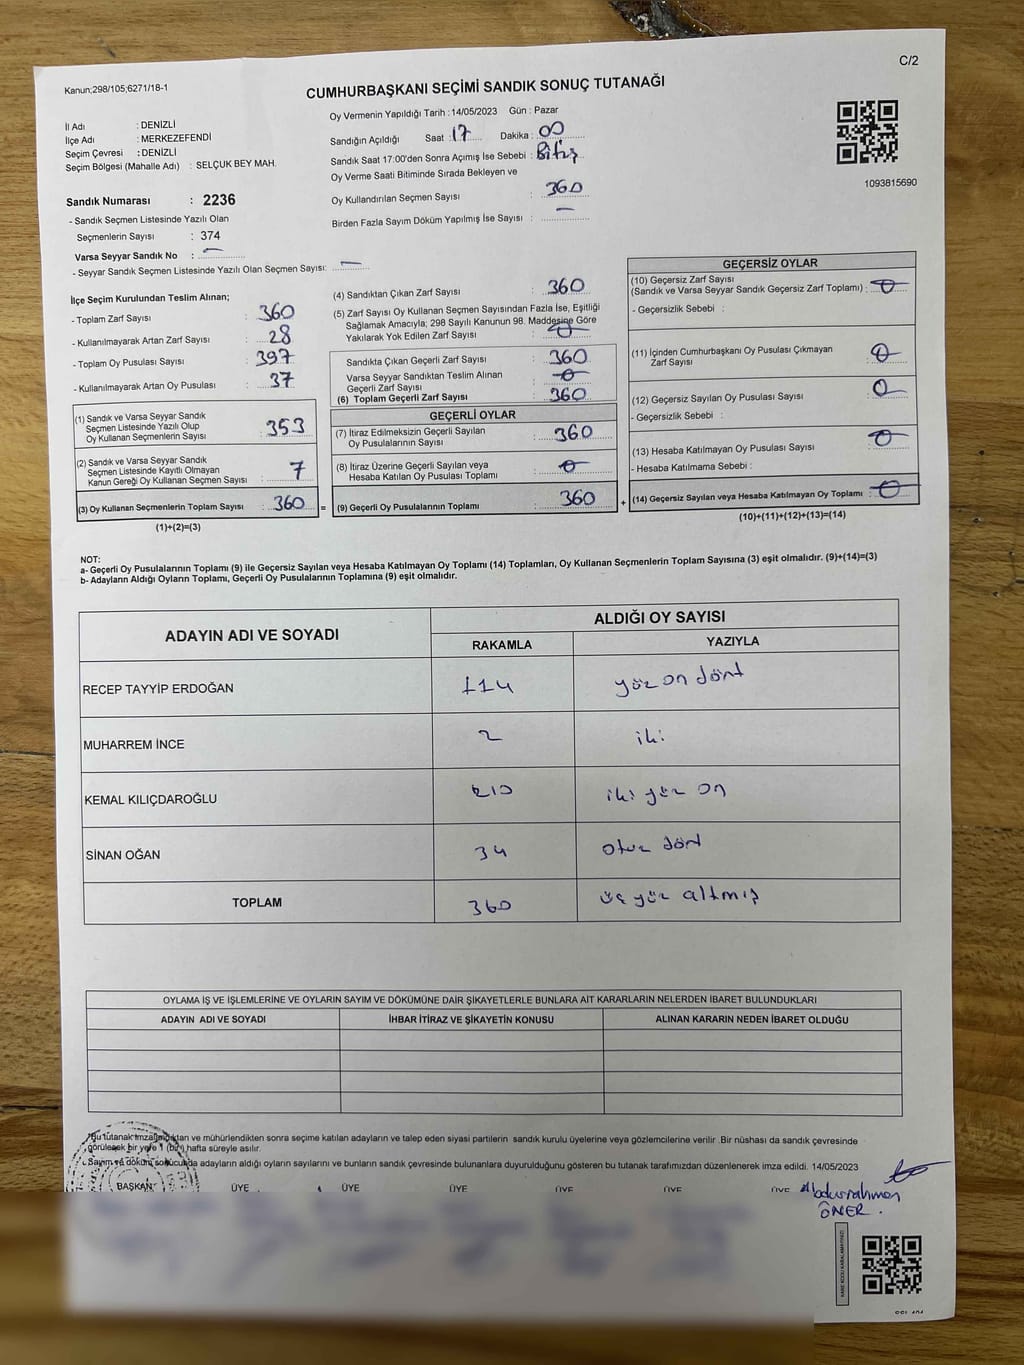 Kanun;298/105;6271/18-1
C/2
CUMHURBAŞKANI SEÇİMİ SANDIK SONUÇ TUTANAĞI
İl Adı : DENİZLİ
İlçe Adı : MERKEZEFENDİ
Seçim Çevresi : DENİZLİ
Seçim Bölgesi (Mahalle Adı) : SELÇUK BEY MAH.
Sandık Numarası : 2236
- Sandık Seçmen Listesinde Yazılı Olan
Seçmenlerin Sayısı : 374
Varsa Seyyar Sandık No : —
- Seyyar Sandık Seçmen Listesinde Yazılı Olan Seçmen Sayısı: —
Oy Vermenin Yapıldığı Tarih : 14/05/2023 Gün : Pazar
Sandığın Açıldığı Saat : 17 Dakika : 00
Sandık Saat 17:00'den Sonra Açımış İse Sebebi : Bitiş
Oy Verme Saati Bitiminde Sırada Bekleyen ve
Oy Kullandırılan Seçmen Sayısı : 360
Birden Fazla Sayım Döküm Yapılmış İse Sayısı : —
1093815690
İlçe Seçim Kurulundan Teslim Alınan;
- Toplam Zarf Sayısı : 360
- Kullanılmayarak Artan Zarf Sayısı : 28
- Toplam Oy Pusulası Sayısı : 397
- Kullanılmayarak Artan Oy Pusulası : 37
(1) Sandık ve Varsa Seyyar Sandık
Seçmen Listesinde Yazılı Olup
Oy Kullanan Seçmenlerin Sayısı : 353
(2) Sandık ve Varsa Seyyar Sandık
Seçmen Listesinde Kayıtlı Olmayan
Kanun Gereği Oy Kullanan Seçmen Sayısı : 7
(3) Oy Kullanan Seçmenlerin Toplam Sayısı : 360 =
(1)+(2)=(3)
(4) Sandıktan Çıkan Zarf Sayısı : 360
(5) Zarf Sayısı Oy Kullanan Seçmen Sayısından Fazla İse, Eşitliği
Sağlamak Amacıyla; 298 Sayılı Kanunun 98. Maddesine Göre
Yakılarak Yok Edilen Zarf Sayısı : 0
Sandıkta Çıkan Geçerli Zarf Sayısı : 360
Varsa Seyyar Sandıktan Teslim Alınan
Geçerli Zarf Sayısı : 0
(6) Toplam Geçerli Zarf Sayısı : 360
GEÇERLİ OYLAR
(7) İtiraz Edilmeksizin Geçerli Sayılan
Oy Pusulalarının Sayısı : 360
(8) İtiraz Üzerine Geçerli Sayılan veya
Hesaba Katılan Oy Pusulası Toplamı : 0
(9) Geçerli Oy Pusulalarının Toplamı : 360 +
GEÇERSİZ OYLAR
(10) Geçersiz Zarf Sayısı
(Sandık ve Varsa Seyyar Sandık Geçersiz Zarf Toplamı) : 0
- Geçersizlik Sebebi :
(11) İçinden Cumhurbaşkanı Oy Pusulası Çıkmayan
Zarf Sayısı : 0
(12) Geçersiz Sayılan Oy Pusulası Sayısı : 0
- Geçersizlik Sebebi :
(13) Hesaba Katılmayan Oy Pusulası Sayısı : 0
- Hesaba Katılmama Sebebi :
(14) Geçersiz Sayılan veya Hesaba Katılmayan Oy Toplamı : 0
(10)+(11)+(12)+(13)=(14)
NOT:
a- Geçerli Oy Pusulalarının Toplamı (9) ile Geçersiz Sayılan veya Hesaba Katılmayan Oy Toplamı (14) Toplamları, Oy Kullanan Seçmenlerin Toplam Sayısına (3) eşit olmalıdır. (9)+(14)=(3)
b- Adayların Aldığı Oyların Toplamı, Geçerli Oy Pusulalarının Toplamına (9) eşit olmalıdır.
ADAYIN ADI VE SOYADI
ALDIĞI OY SAYISI
RAKAMLA YAZIYLA
RECEP TAYYİP ERDOĞAN 114 yüz on dört
MUHARREM İNCE 2 iki
KEMAL KILIÇDAROĞLU 210 iki yüz on
SİNAN OĞAN 34 otuz dört
TOPLAM 360 üç yüz altmış
OYLAMA İŞ VE İŞLEMLERİNE VE OYLARIN SAYIM VE DÖKÜMÜNE DAİR ŞİKAYETLERLE BUNLARA AİT KARARLARIN NELERDEN İBARET BULUNDUKLARI
ADAYIN ADI VE SOYADI İHBAR İTİRAZ VE ŞİKAYETİN KONUSU ALINAN KARARIN NEDEN İBARET OLDUĞU
Bu tutanak imzalandıktan ve mühürlendikten sonra seçime katılan adayların ve talep eden siyasi partilerin sandık kurulu üyelerine veya gözlemcilerine verilir .Bir nüshası da sandık çevresinde
görülecek bir yere 1 (bir) hafta süreyle asılır.
Sayım ve döküm sonucunda adayların aldığı oyların sayılarını ve bunların sandık çevresinde bulunanlara duyurulduğunu gösteren bu tutanak tarafımızdan düzenlenerek imza edildi. 14/05/2023
BAŞKAN ÜYE ÜYE ÜYE ÜYE ÜYE ÜYE
Abdurrahman
ÖNER.